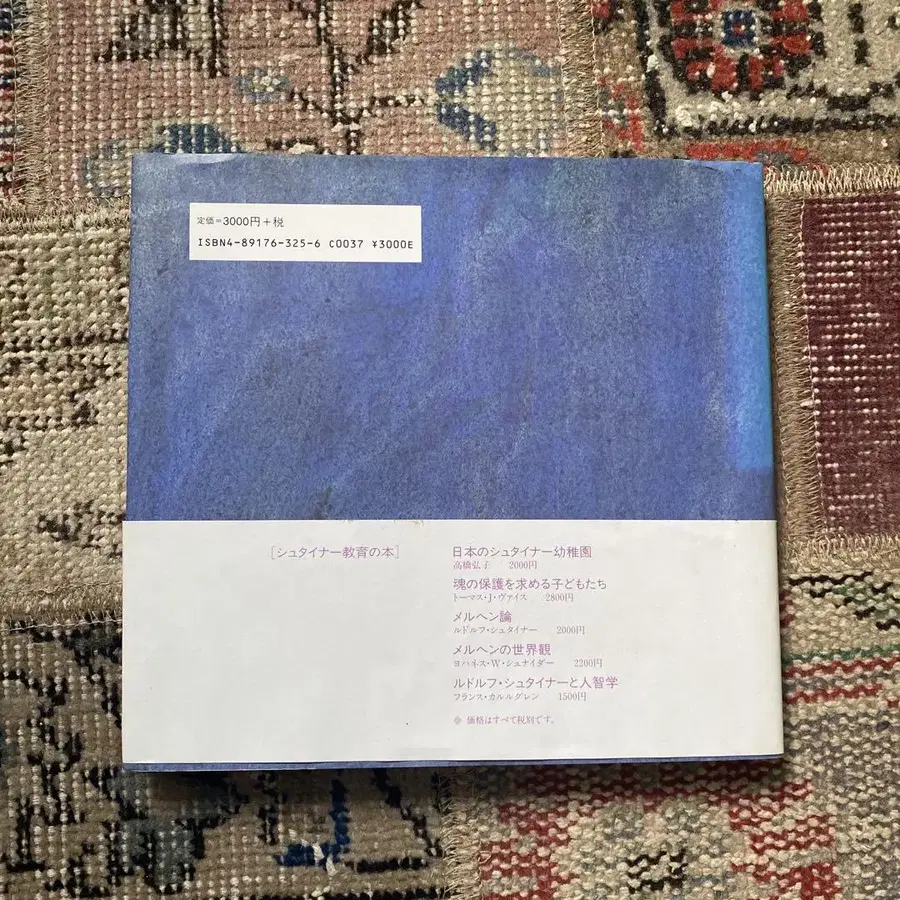 定価=3000円+税
ISBN4-89176-325-6 C0037 ¥3000E
[シュタイナー教育の本]
日本のシュタイナー幼稚園
高橋弘子 2000円
魂の保護を求める子どもたち
トーマス・J・ヴァイス 2800円
メルヘン論
ルドルフ・シュタイナー 2000円
メルヘンの世界観
ヨハネス・W・シュナイダー 2200円
ルドルフ・シュタイナーと人智学
フランス・カルルグレン 1500円
※ 価格はすべて税別です。